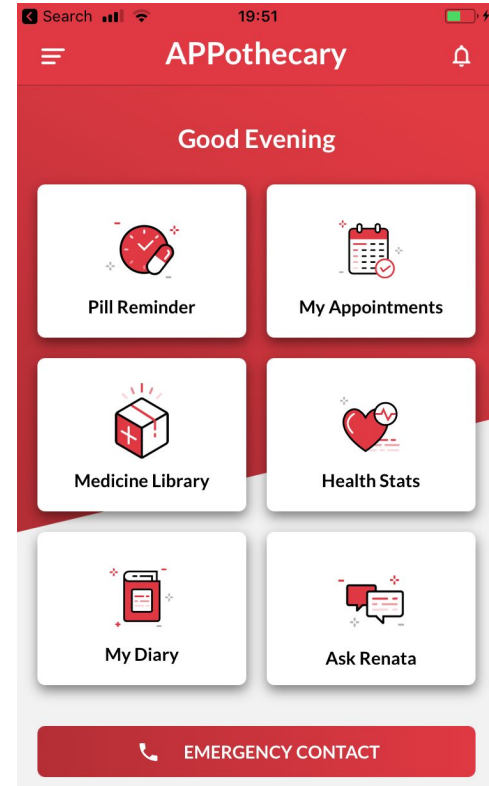 Search 19:51
APPothecary
Good Evening
Pill Reminder
My Appointments
Medicine Library
Health Stats
My Diary
Ask Renata
EMERGENCY CONTACT